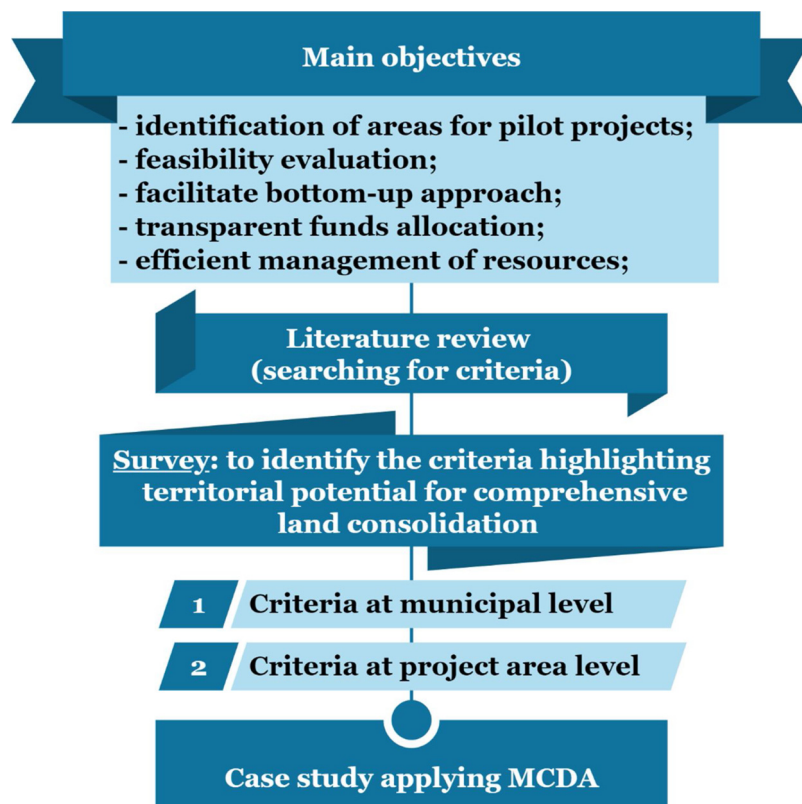 Main objectives
- identification of areas for pilot projects;
- feasibility evaluation;
- facilitate bottom-up approach;
- transparent funds allocation;
- efficient management of resources;
Literature review
(searching for criteria)
Survey: to identify the criteria highlighting
territorial potential for comprehensive
land consolidation
1 Criteria at municipal level
2 Criteria at project area level
Case study applying MCDA